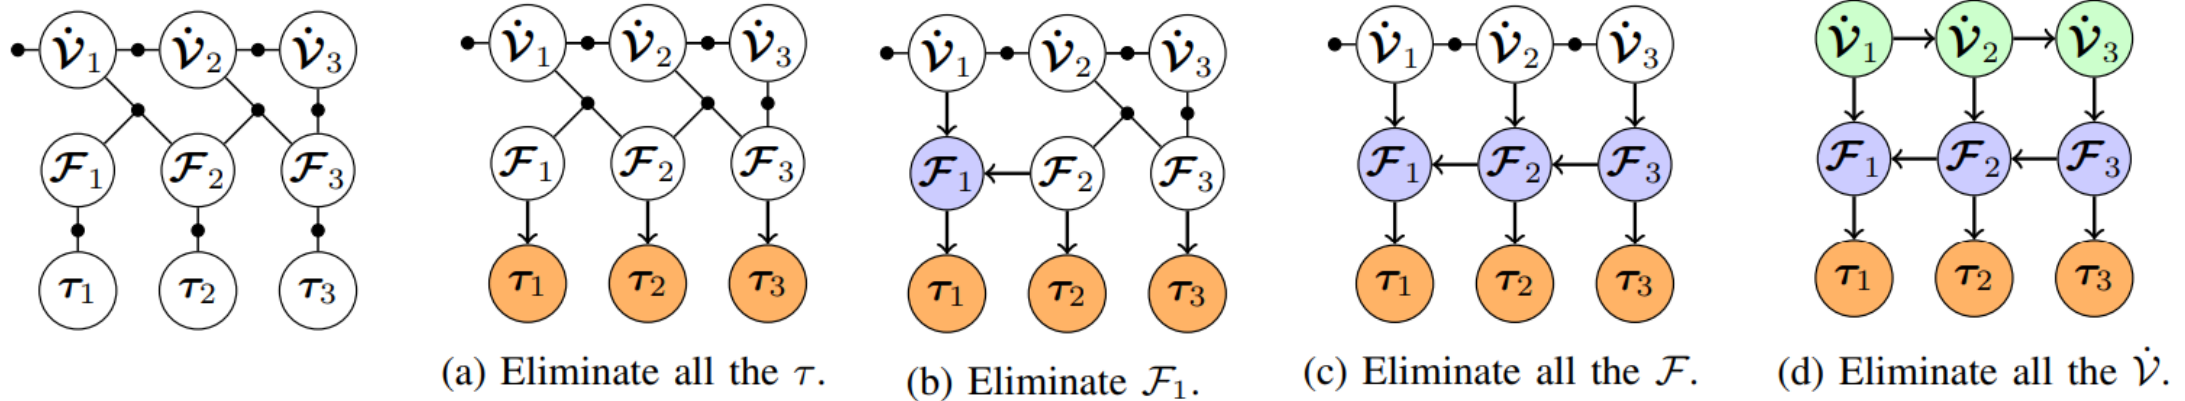 𝓥̇₁ 𝓥̇₂ 𝓥̇₃
𝓕₁ 𝓕₂ 𝓕₃
τ₁ τ₂ τ₃
𝓥̇₁ 𝓥̇₂ 𝓥̇₃
𝓕₁ 𝓕₂ 𝓕₃
τ₁ τ₂ τ₃
(a) Eliminate all the τ.
𝓥̇₁ 𝓥̇₂ 𝓥̇₃
𝓕₁ 𝓕₂ 𝓕₃
τ₁ τ₂ τ₃
(b) Eliminate 𝓕₁.
𝓥̇₁ 𝓥̇₂ 𝓥̇₃
𝓕₁ 𝓕₂ 𝓕₃
τ₁ τ₂ τ₃
(c) Eliminate all the 𝓕.
𝓥̇₁ 𝓥̇₂ 𝓥̇₃
𝓕₁ 𝓕₂ 𝓕₃
τ₁ τ₂ τ₃
(d) Eliminate all the 𝓥̇.